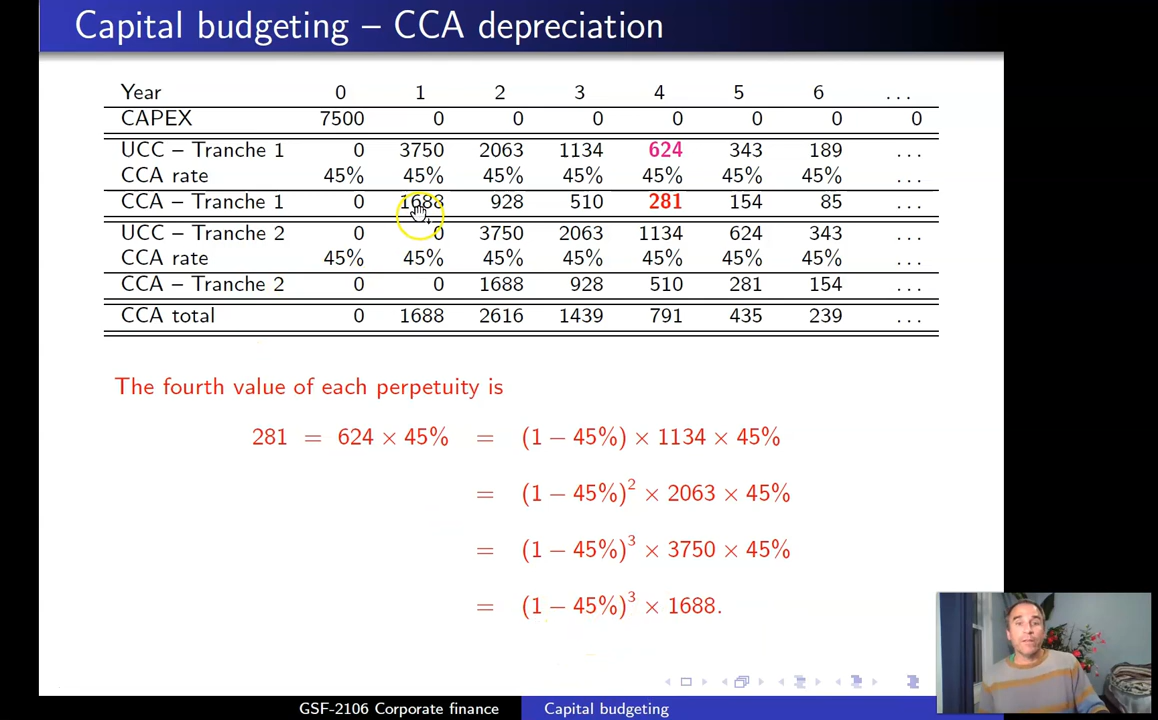 Capital budgeting – CCA depreciation
Year 0 1 2 3 4 5 6 ...
CAPEX 7500 0 0 0 0 0 0 0
UCC – Tranche 1 0 3750 2063 1134 624 343 189 ...
CCA rate 45% 45% 45% 45% 45% 45% 45% ...
CCA – Tranche 1 0 1688 928 510 281 154 85 ...
UCC – Tranche 2 0 0 3750 2063 1134 624 343 ...
CCA rate 45% 45% 45% 45% 45% 45% 45% ...
CCA – Tranche 2 0 0 1688 928 510 281 154 ...
CCA total 0 1688 2616 1439 791 435 239 ...
The fourth value of each perpetuity is
281 = 624 × 45% = (1 − 45%) × 1134 × 45%
= (1 − 45%)² × 2063 × 45%
= (1 − 45%)³ × 3750 × 45%
= (1 − 45%)³ × 1688.
GSF-2106 Corporate finance Capital budgeting